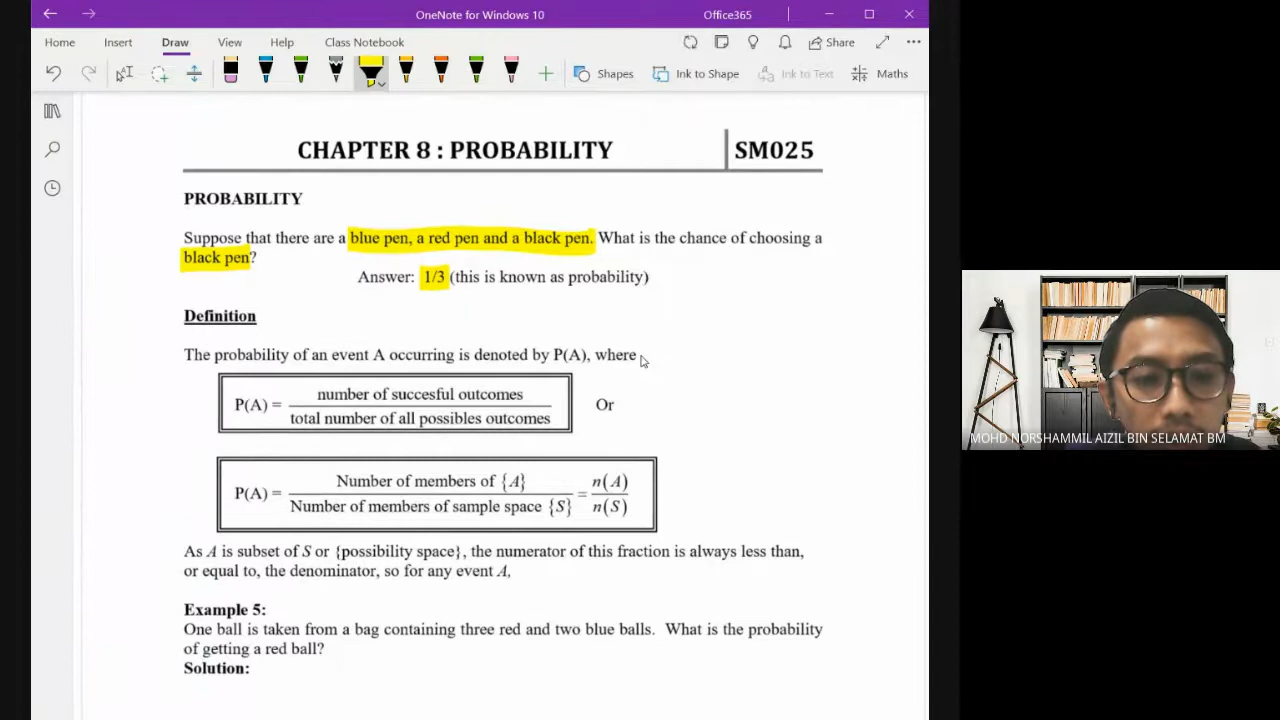 OneNote for Windows 10
Office365
Home Insert Draw View Help Class Notebook
Share
Shapes
Ink to Shape
Ink to Text
Maths
CHAPTER 8 : PROBABILITY
SM025
PROBABILITY
Suppose that there are a blue pen, a red pen and a black pen. What is the chance of choosing a
black pen?
Answer: 1/3 (this is known as probability)
Definition
The probability of an event A occurring is denoted by P(A), where
P(A) = number of succesful outcomes
total number of all possibles outcomes
Or
P(A) = Number of members of {A}
Number of members of sample space {S}
= n(A)
n(S)
As A is subset of S or {possibility space}, the numerator of this fraction is always less than,
or equal to, the denominator, so for any event A,
Example 5:
One ball is taken from a bag containing three red and two blue balls. What is the probability
of getting a red ball?
Solution:
MOHD NORSHAMMIL AIZIL BIN SELAMAT BM